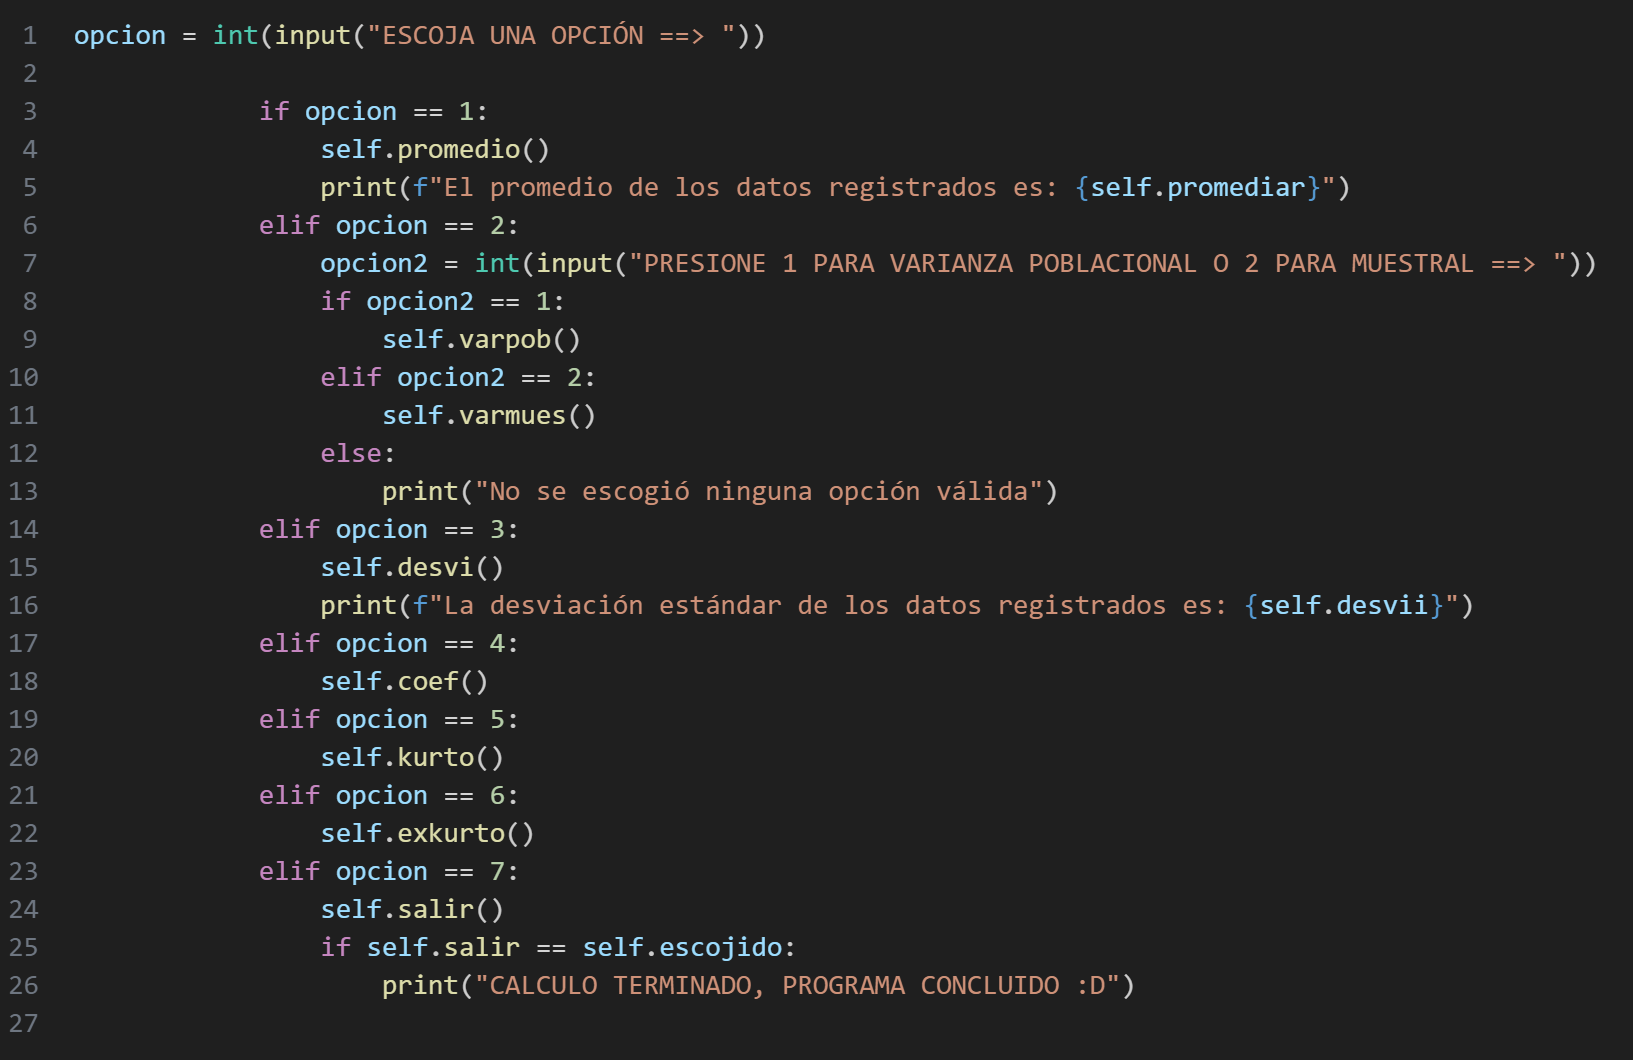 1 opcion = int(input("ESCOJA UNA OPCIÓN ==> "))
2
3             if opcion == 1:
4                 self.promedio()
5                 print(f"El promedio de los datos registrados es: {self.promediar}")
6             elif opcion == 2:
7                 opcion2 = int(input("PRESIONE 1 PARA VARIANZA POBLACIONAL O 2 PARA MUESTRAL ==> "))
8                 if opcion2 == 1:
9                     self.varpob()
10                 elif opcion2 == 2:
11                     self.varmues()
12                 else:
13                     print("No se escogió ninguna opción válida")
14             elif opcion == 3:
15                 self.desvi()
16                 print(f"La desviación estándar de los datos registrados es: {self.desvii}")
17             elif opcion == 4:
18                 self.coef()
19             elif opcion == 5:
20                 self.kurto()
21             elif opcion == 6:
22                 self.exkurto()
23             elif opcion == 7:
24                 self.salir()
25                 if self.salir == self.escojido:
26                     print("CALCULO TERMINADO, PROGRAMA CONCLUIDO :D")
27